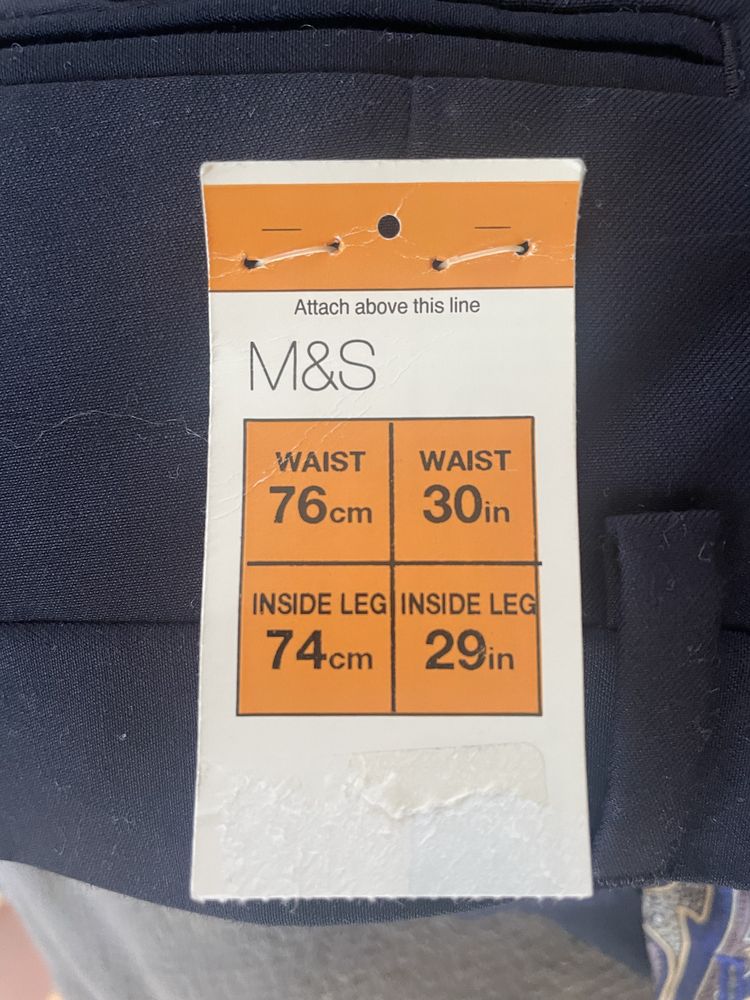 Attach above this line
M&S
WAIST WAIST
76cm 30in
INSIDE LEG INSIDE LEG
74cm 29in